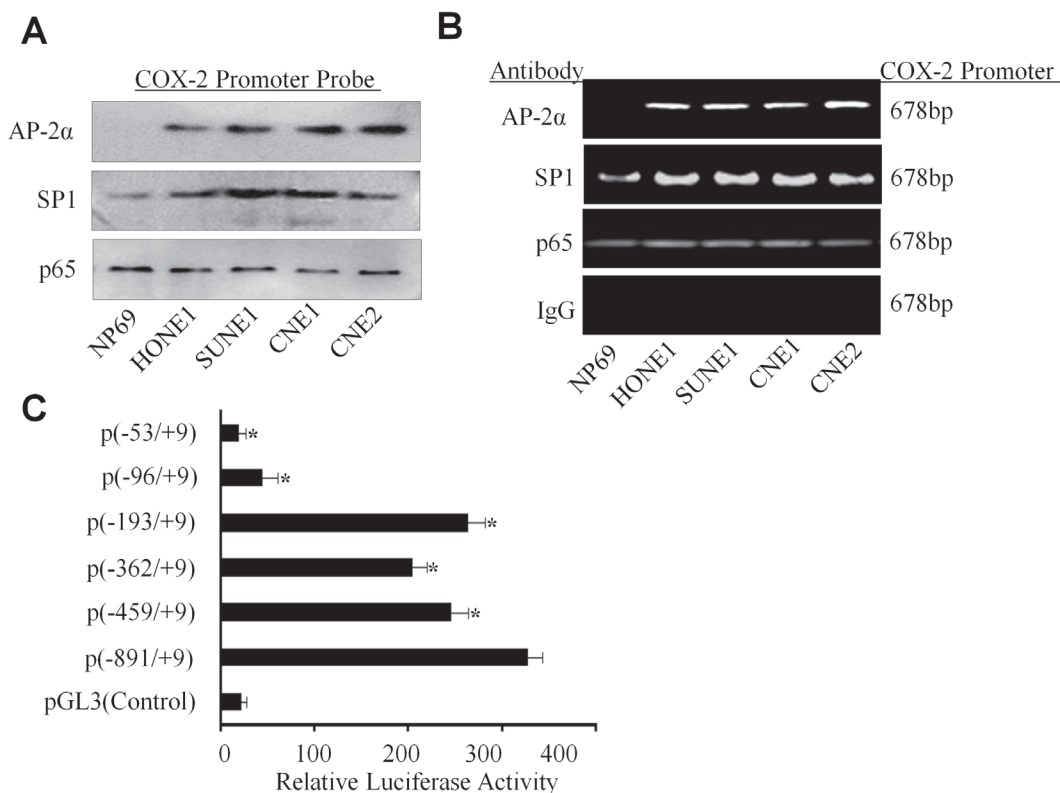 A
COX-2 Promoter Probe
AP-2α
SP1
p65
NP69 HONE1 SUNE1 CNE1 CNE2
B
Antibody COX-2 Promoter
AP-2α 678bp
SP1 678bp
p65 678bp
IgG 678bp
NP69 HONE1 SUNE1 CNE1 CNE2
C
p(-53/+9) *
p(-96/+9) *
p(-193/+9) *
p(-362/+9) *
p(-459/+9) *
p(-891/+9)
pGL3(Control)
0 100 200 300 400
Relative Luciferase Activity